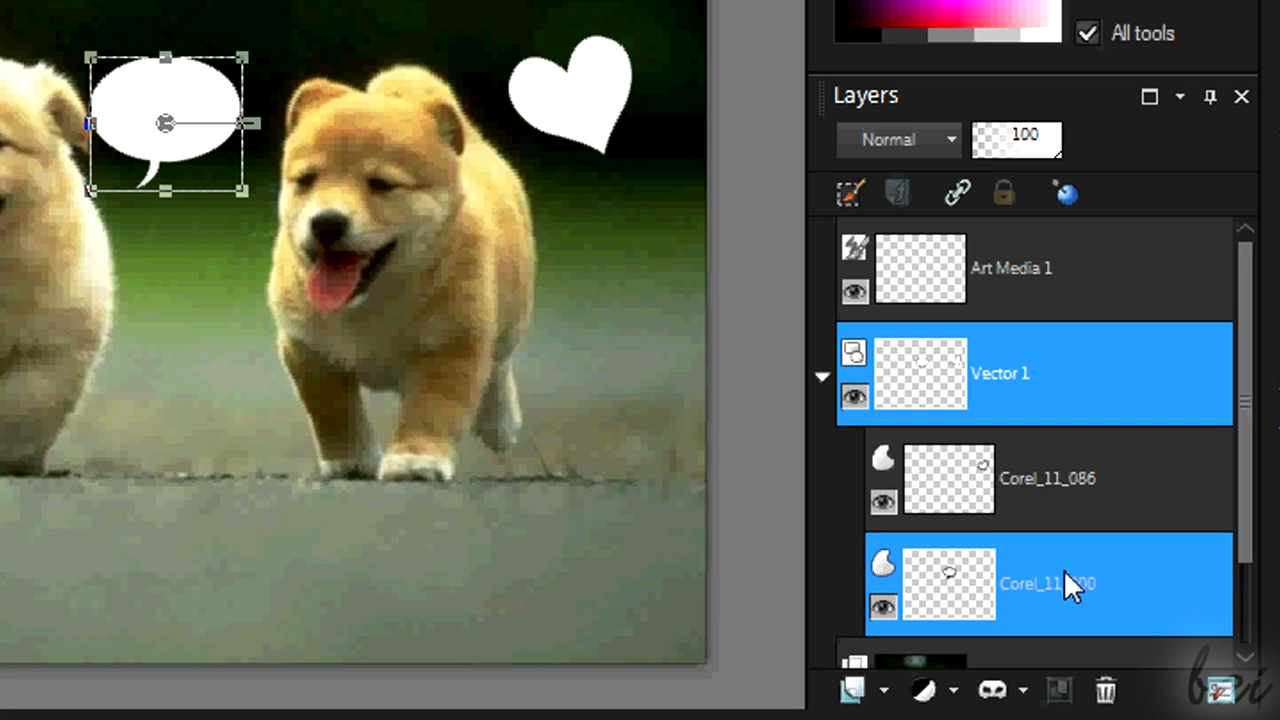 All tools
Layers
Normal
100
Art Media 1
Vector 1
Corel_11_086